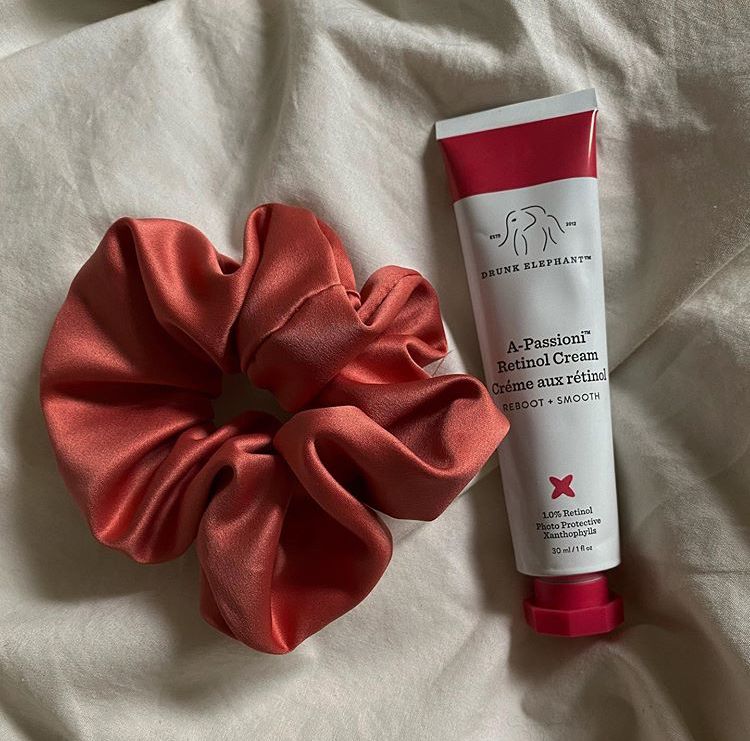 ESTD 2012
DRUNK ELEPHANT™
A-Passioni™
Retinol Cream
Créme aux rétinol
REBOOT + SMOOTH
1.0% Retinol
Photo Protective
Xanthophylls
30 ml / 1 fl oz